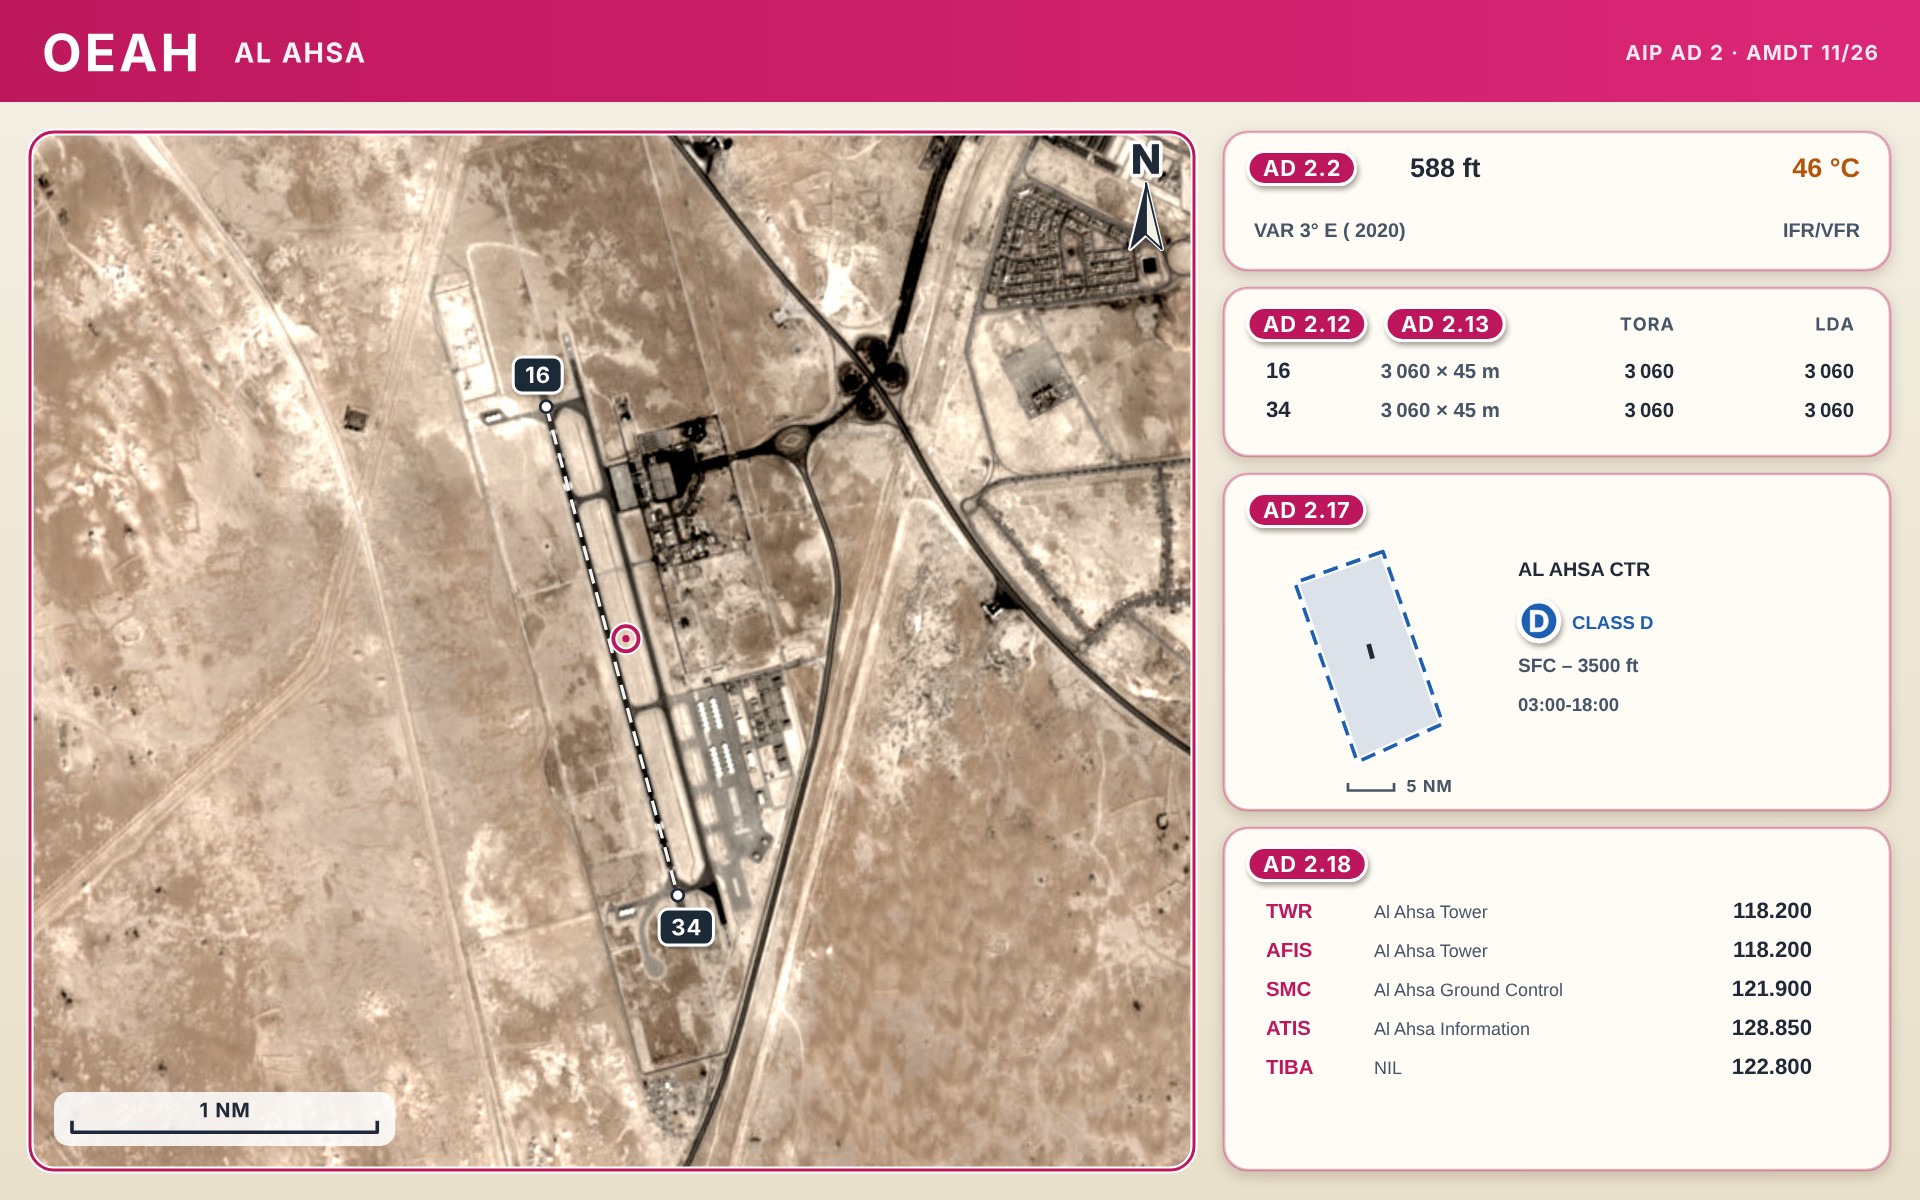 OEAH AL AHSA
AIP AD 2 · AMDT 11/26
N
16
34
1 NM
AD 2.2 588 ft 46 °C
VAR 3° E ( 2020) IFR/VFR
AD 2.12 AD 2.13 TORA LDA
16 3 060 × 45 m 3 060 3 060
34 3 060 × 45 m 3 060 3 060
AD 2.17
AL AHSA CTR
D CLASS D
SFC – 3500 ft
03:00-18:00
5 NM
AD 2.18
TWR Al Ahsa Tower 118.200
AFIS Al Ahsa Tower 118.200
SMC Al Ahsa Ground Control 121.900
ATIS Al Ahsa Information 128.850
TIBA NIL 122.800